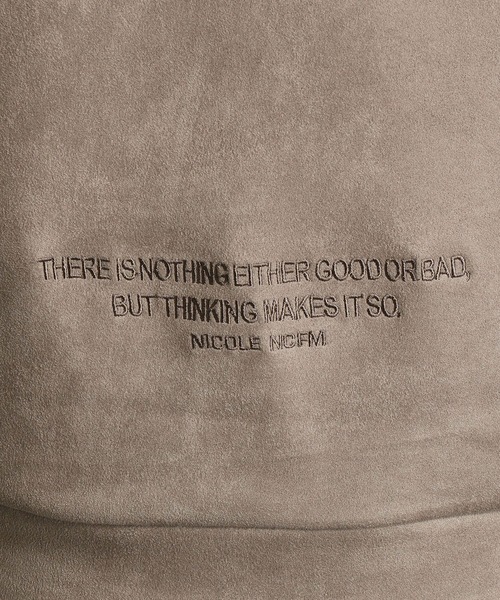 THERE IS NOTHING EITHER GOOD OR BAD,
BUT THINKING MAKES IT SO.
NICOLE NCFM